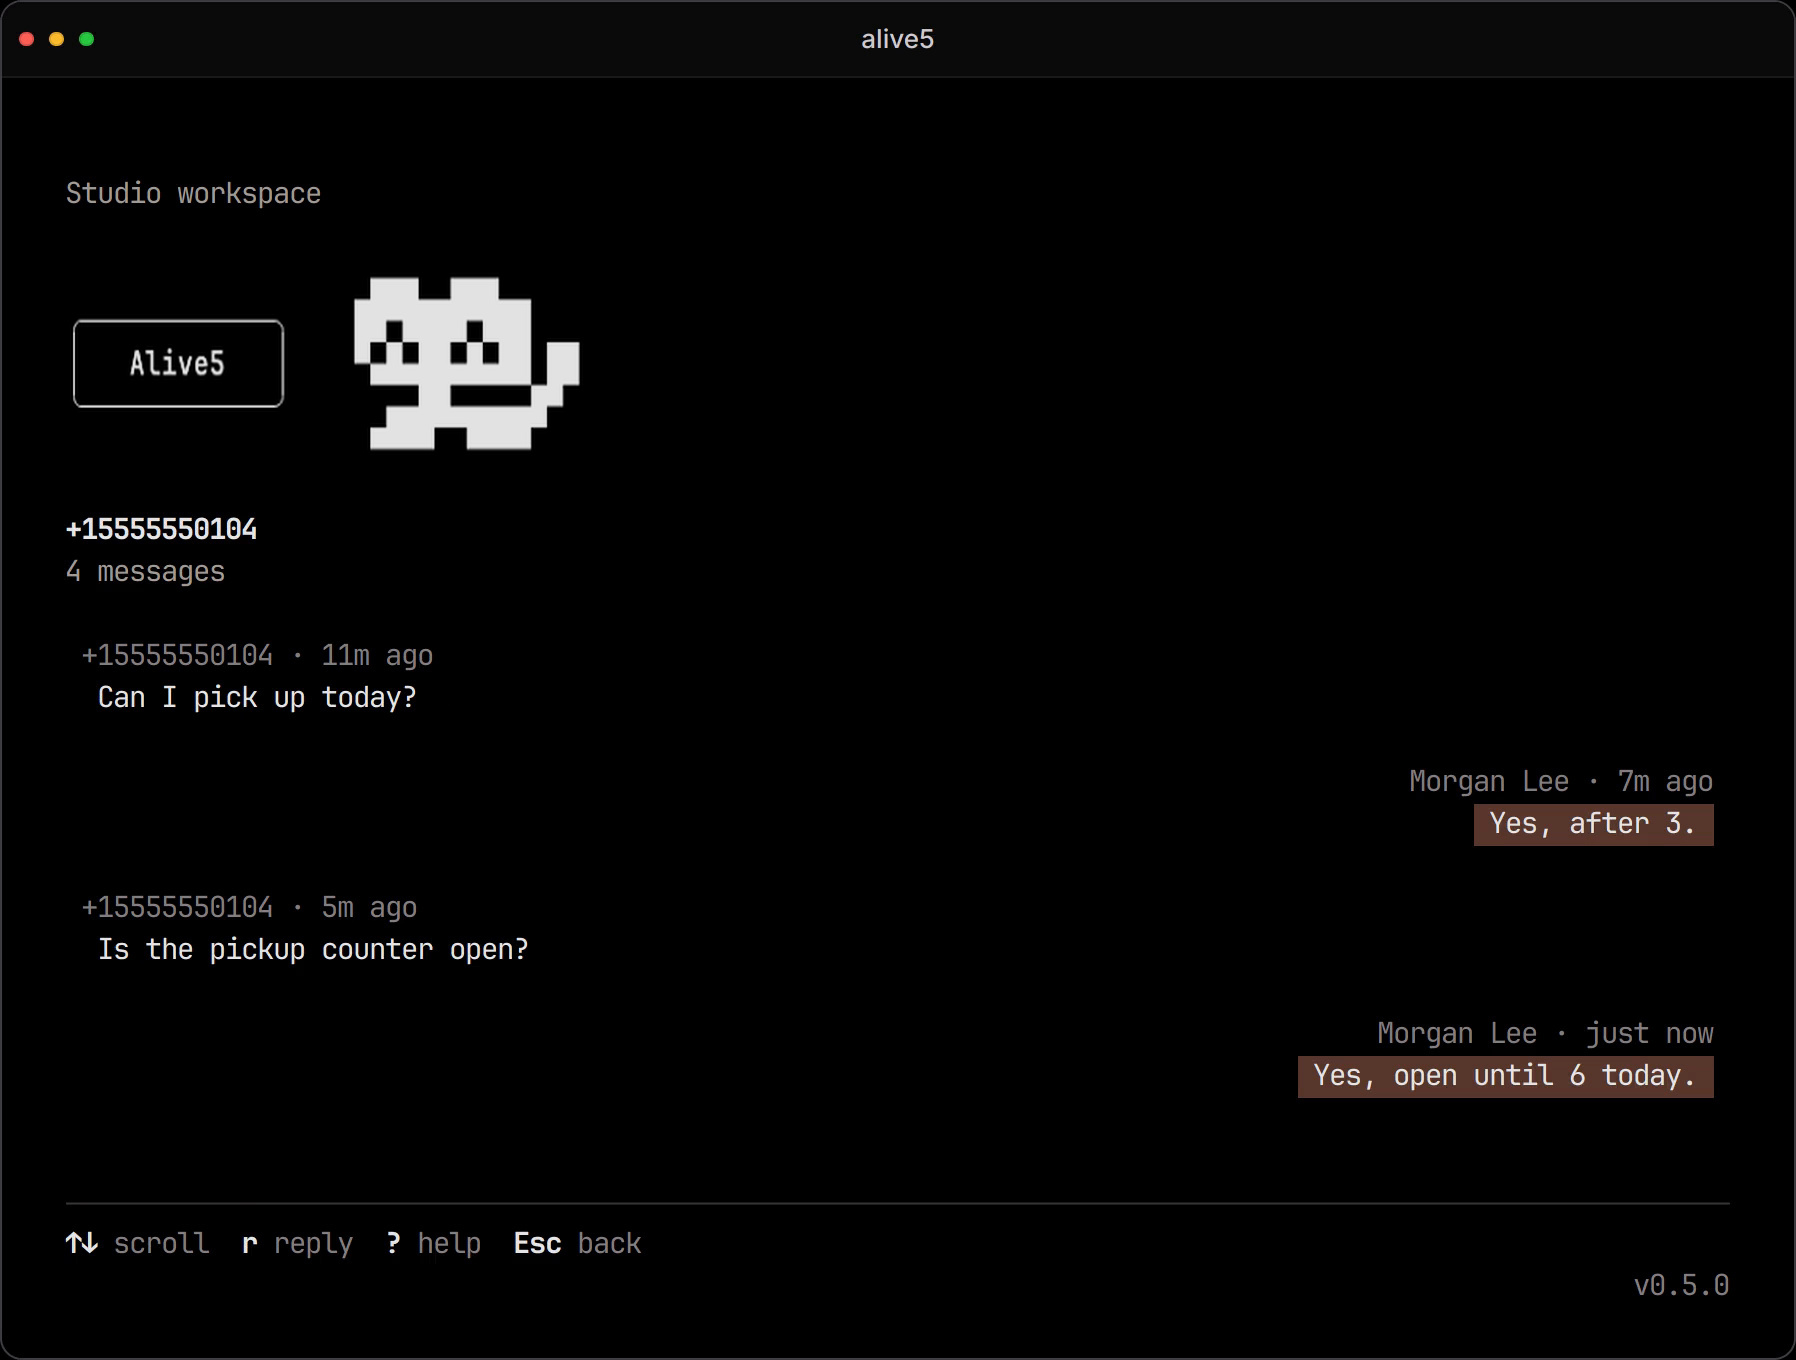 alive5
Studio workspace
Alive5
+15555550104
4 messages
+15555550104 · 11m ago
Can I pick up today?
Morgan Lee · 7m ago
Yes, after 3.
+15555550104 · 5m ago
Is the pickup counter open?
Morgan Lee · just now
Yes, open until 6 today.
↑↓ scroll  r reply  ? help  Esc back
v0.5.0